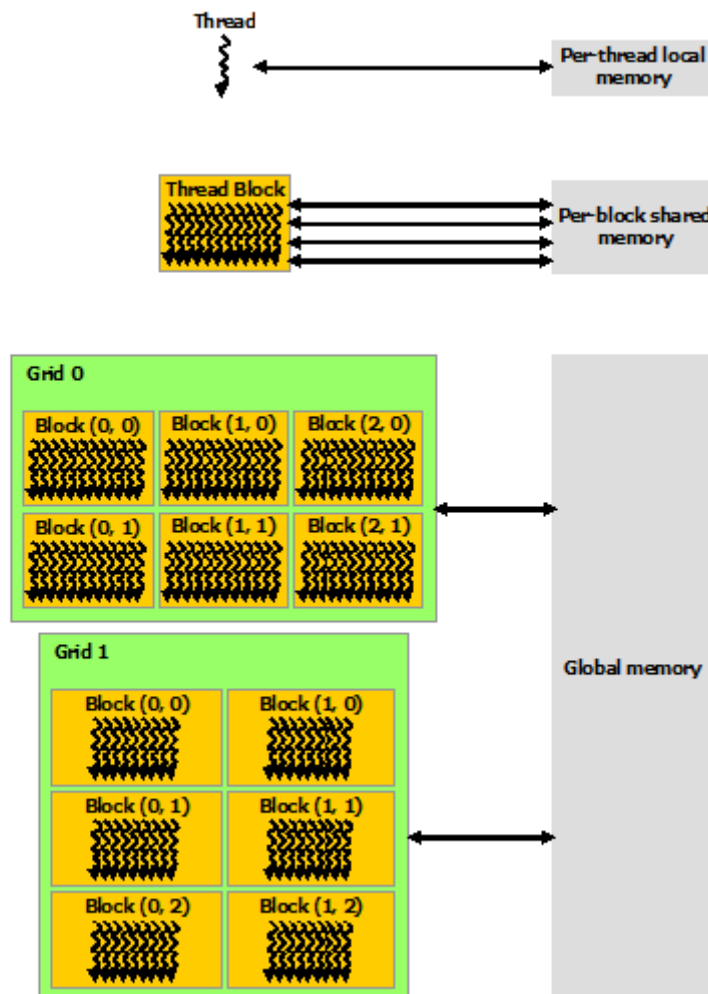 Thread
Per-thread local
memory
Thread Block
Per-block shared
memory
Grid 0
Block (0, 0) Block (1, 0) Block (2, 0)
Block (0, 1) Block (1, 1) Block (2, 1)
Grid 1
Global memory
Block (0, 0) Block (1, 0)
Block (0, 1) Block (1, 1)
Block (0, 2) Block (1, 2)